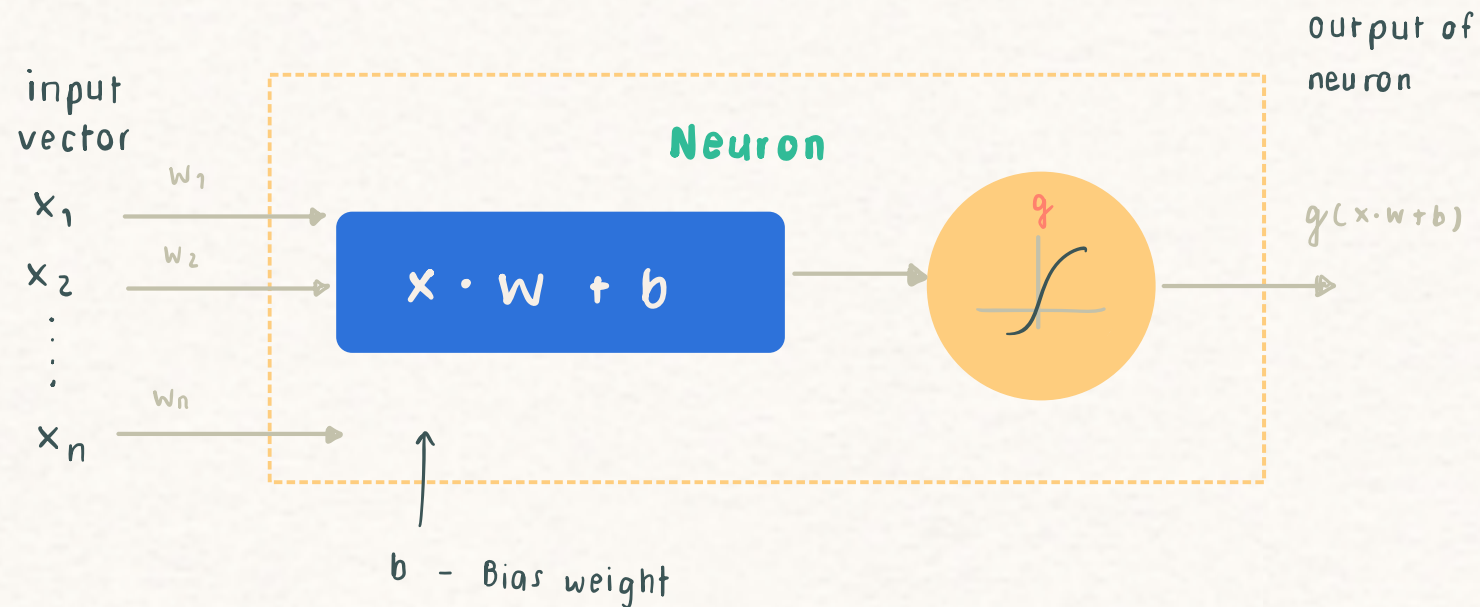 input
vector
x1
x2
xn
w1
w2
wn
Neuron
x · w + b
g
output of
neuron
g(x·w+b)
b - Bias weight